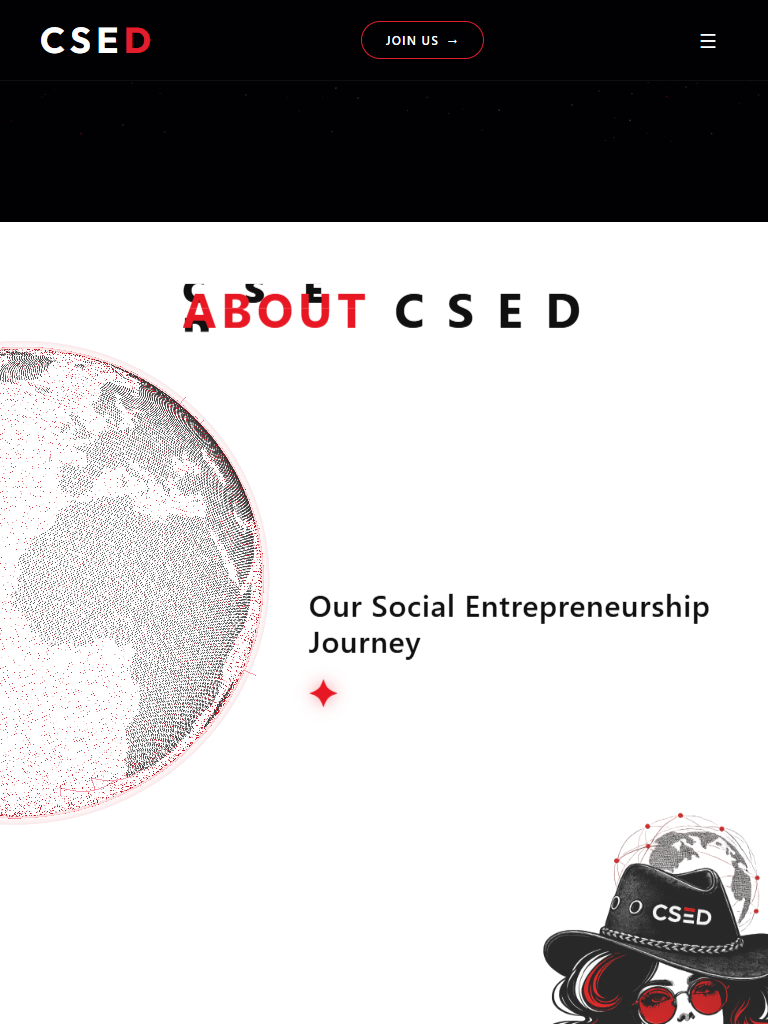 CSED
JOIN US →
☰
ABOUT CSED
Our Social Entrepreneurship
Journey
CSED